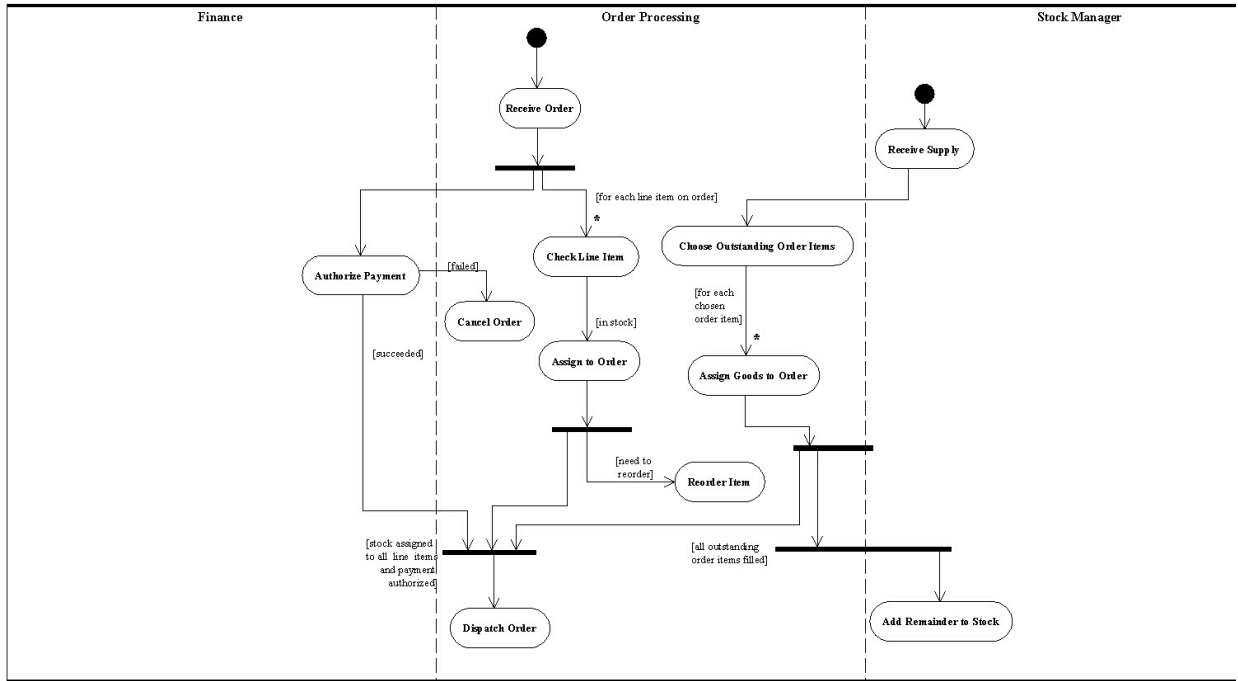 Finance
Order Processing
Stock Manager
Receive Order
Receive Supply
[for each line item on order]
*
Choose Outstanding Order Items
Check Line Item
Authorize Payment
[failed]
[for each
chosen
order item]
Cancel Order
[in stock]
*
[succeeded]
Assign to Order
Assign Goods to Order
[need to
reorder]
Reorder Item
[stock assigned
to all line items
and payment
authorized]
[all outstanding
order items filled]
Dispatch Order
Add Remainder to Stock